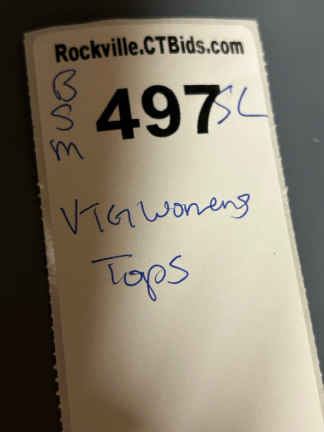 Rockville.CTBids.com
B
S
M
497
SL
VTG Womens
Tops